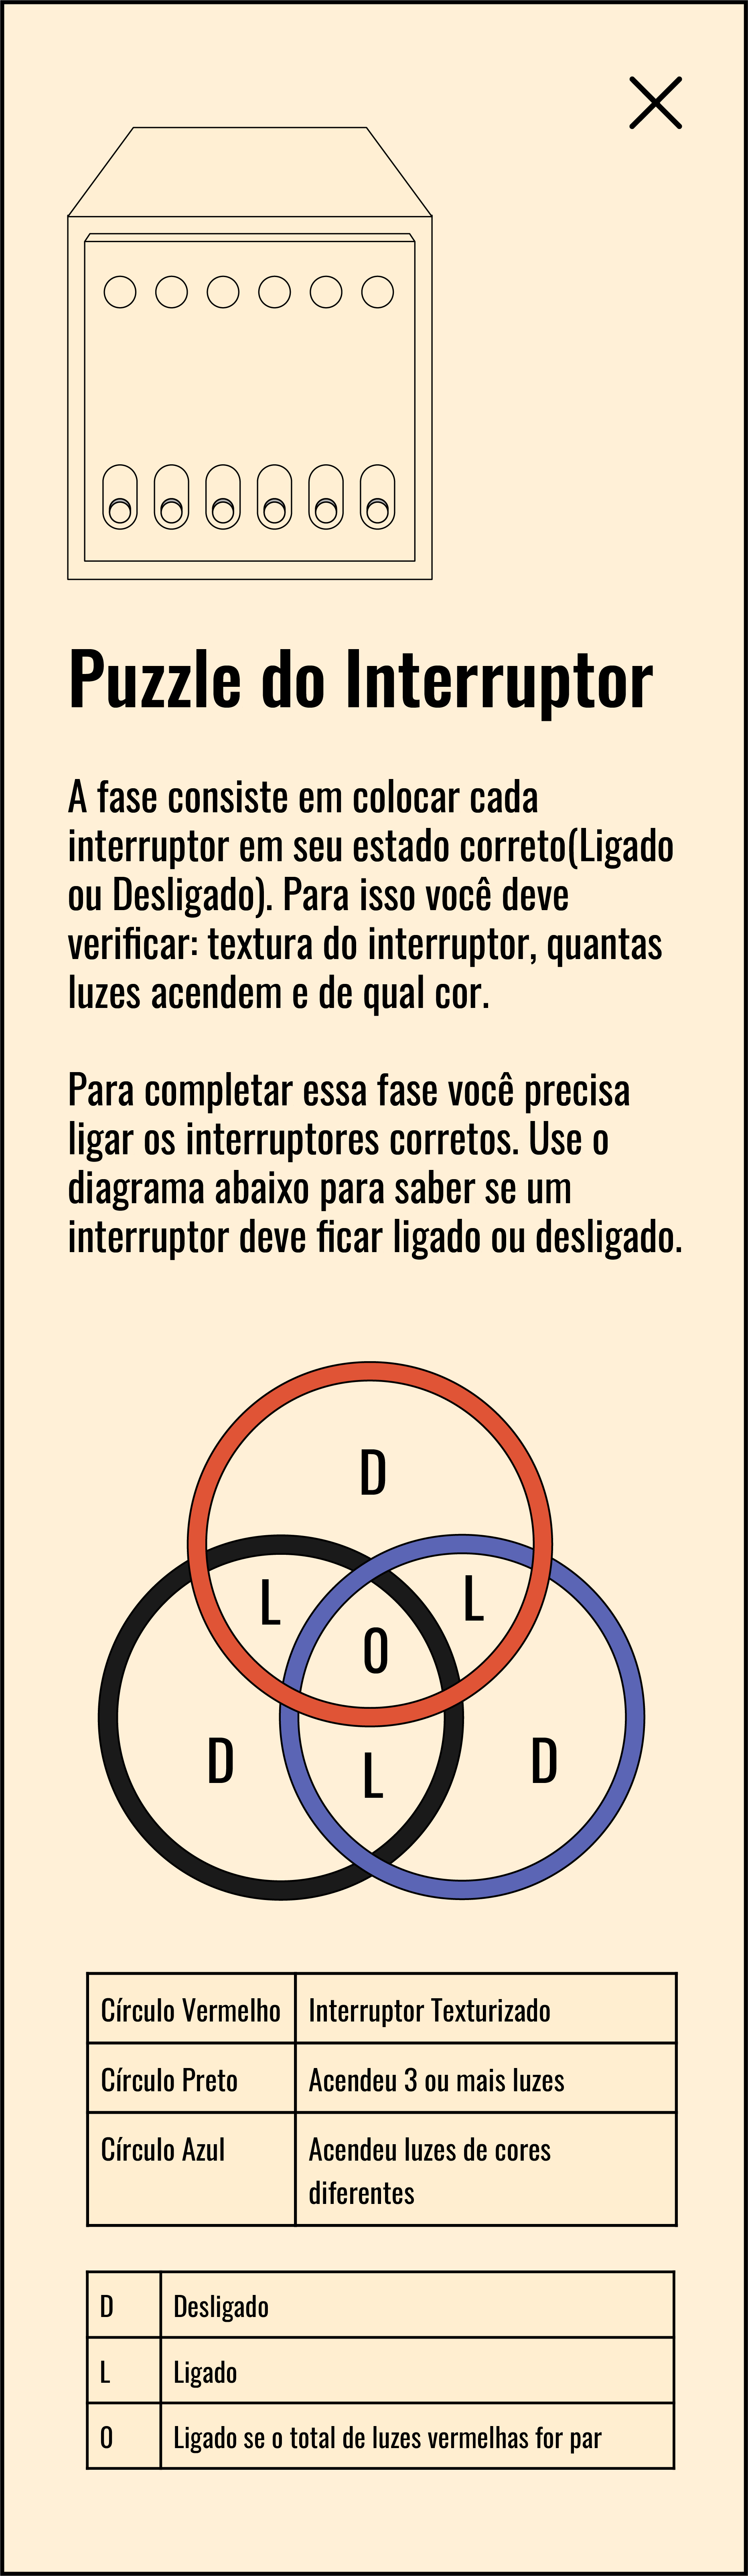 Puzzle do Interruptor
A fase consiste em colocar cada
interruptor em seu estado correto(Ligado
ou Desligado). Para isso você deve
verificar: textura do interruptor, quantas
luzes acendem e de qual cor.
Para completar essa fase você precisa
ligar os interruptores corretos. Use o
diagrama abaixo para saber se um
interruptor deve ficar ligado ou desligado.
D
L
L
O
D
L
D
Círculo Vermelho Interruptor Texturizado
Círculo Preto Acendeu 3 ou mais luzes
Círculo Azul Acendeu luzes de cores
diferentes
D Desligado
L Ligado
O Ligado se o total de luzes vermelhas for par